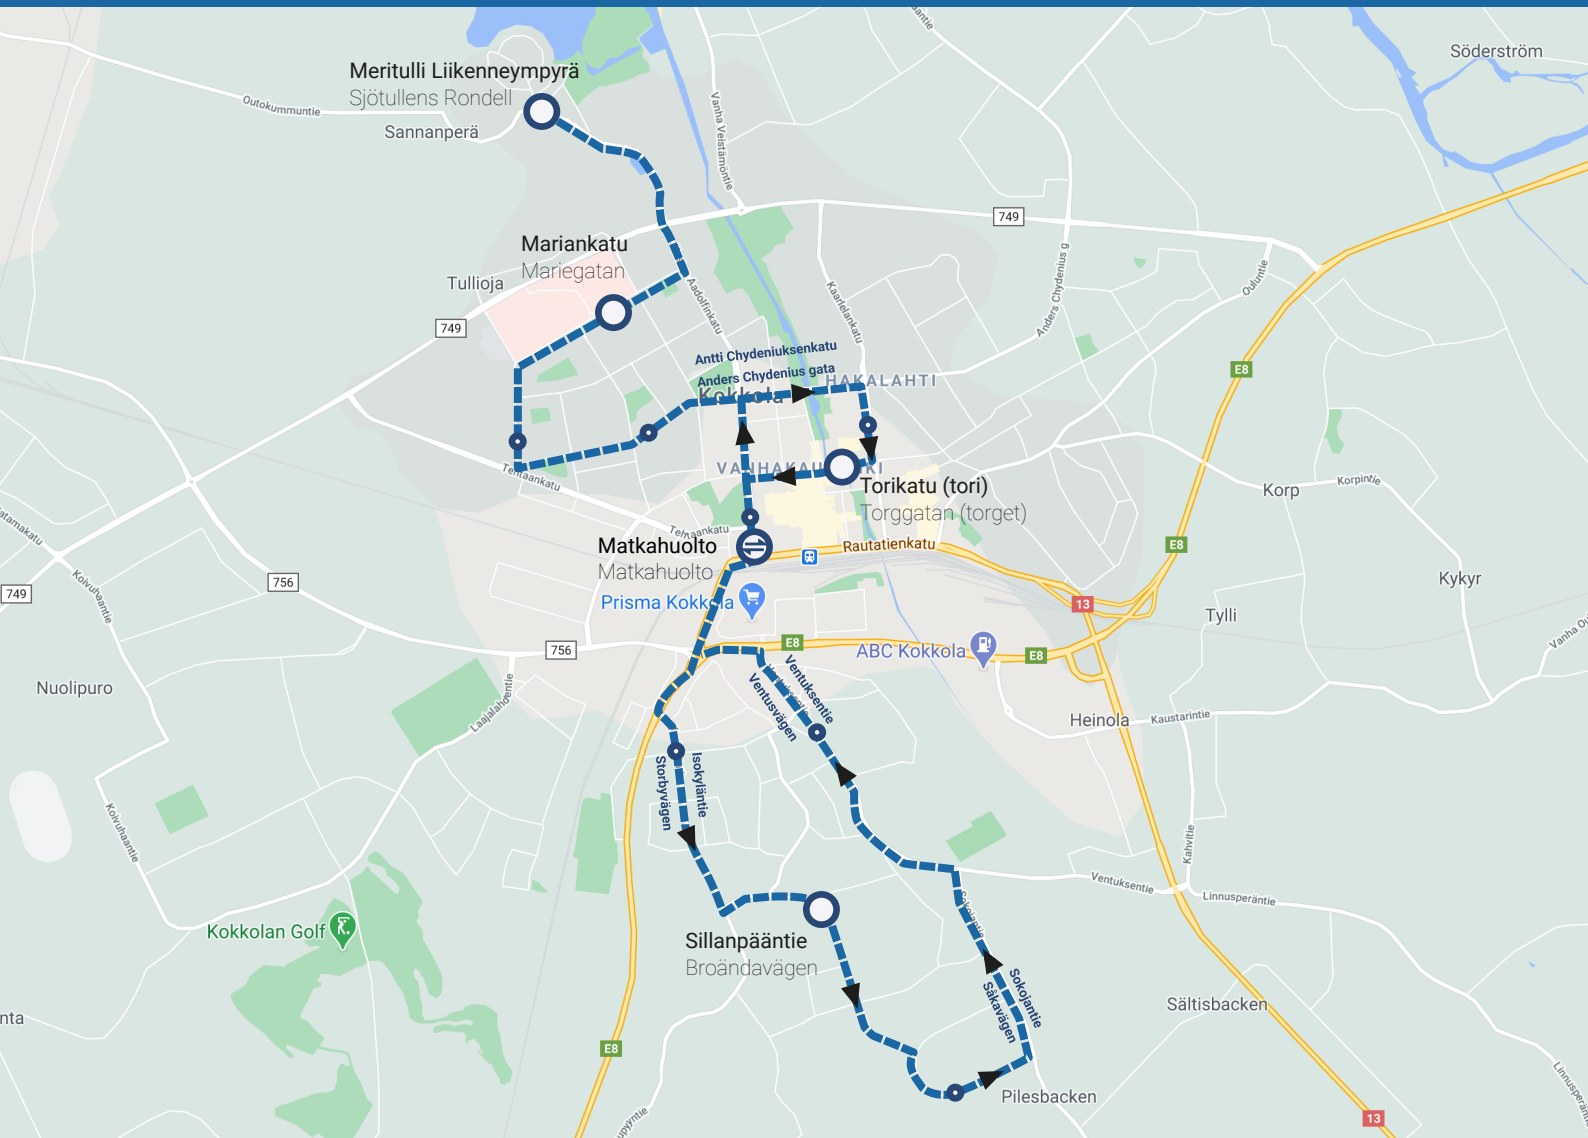 Söderström
Meritulli Liikenneympyrä
Sjötullens Rondell
Outokummuntie
Sannanperä
Vanha Veistämöntie
749
Mariankatu
Mariegatan
Tullioja
749
Aadolfinkatu
Kaarlelankatu
Anders Chydenius g
Ouluntie
Antti Chydeniuksenkatu
Anders Chydenius gata
HAKALAHTI
Kokkola
E8
Tehtaankatu
Torikatu (tori)
Torggatan (torget)
Korp
Korpintie
Tehtaankatu
Matkahuolto
Matkahuolto
Rautatienkatu
E8
Prisma Kokkola
Koivuhaantie
756
749
13
Kykyr
Tylli
756
E8
ABC Kokkola
E8
Nuolipuro
Laajalahdentie
Ventuksentie
Ventusvägen
Heinola
Kaustarintie
Isokyläntie
Storbyvägen
Koivuhaantie
Kahvitie
Ventuksentie
Linnusperäntie
Kokkolan Golf
Sillanpääntie
Broändavägen
Sokojantie
Såkavägen
Sältisbacken
E8
Pilesbacken
13